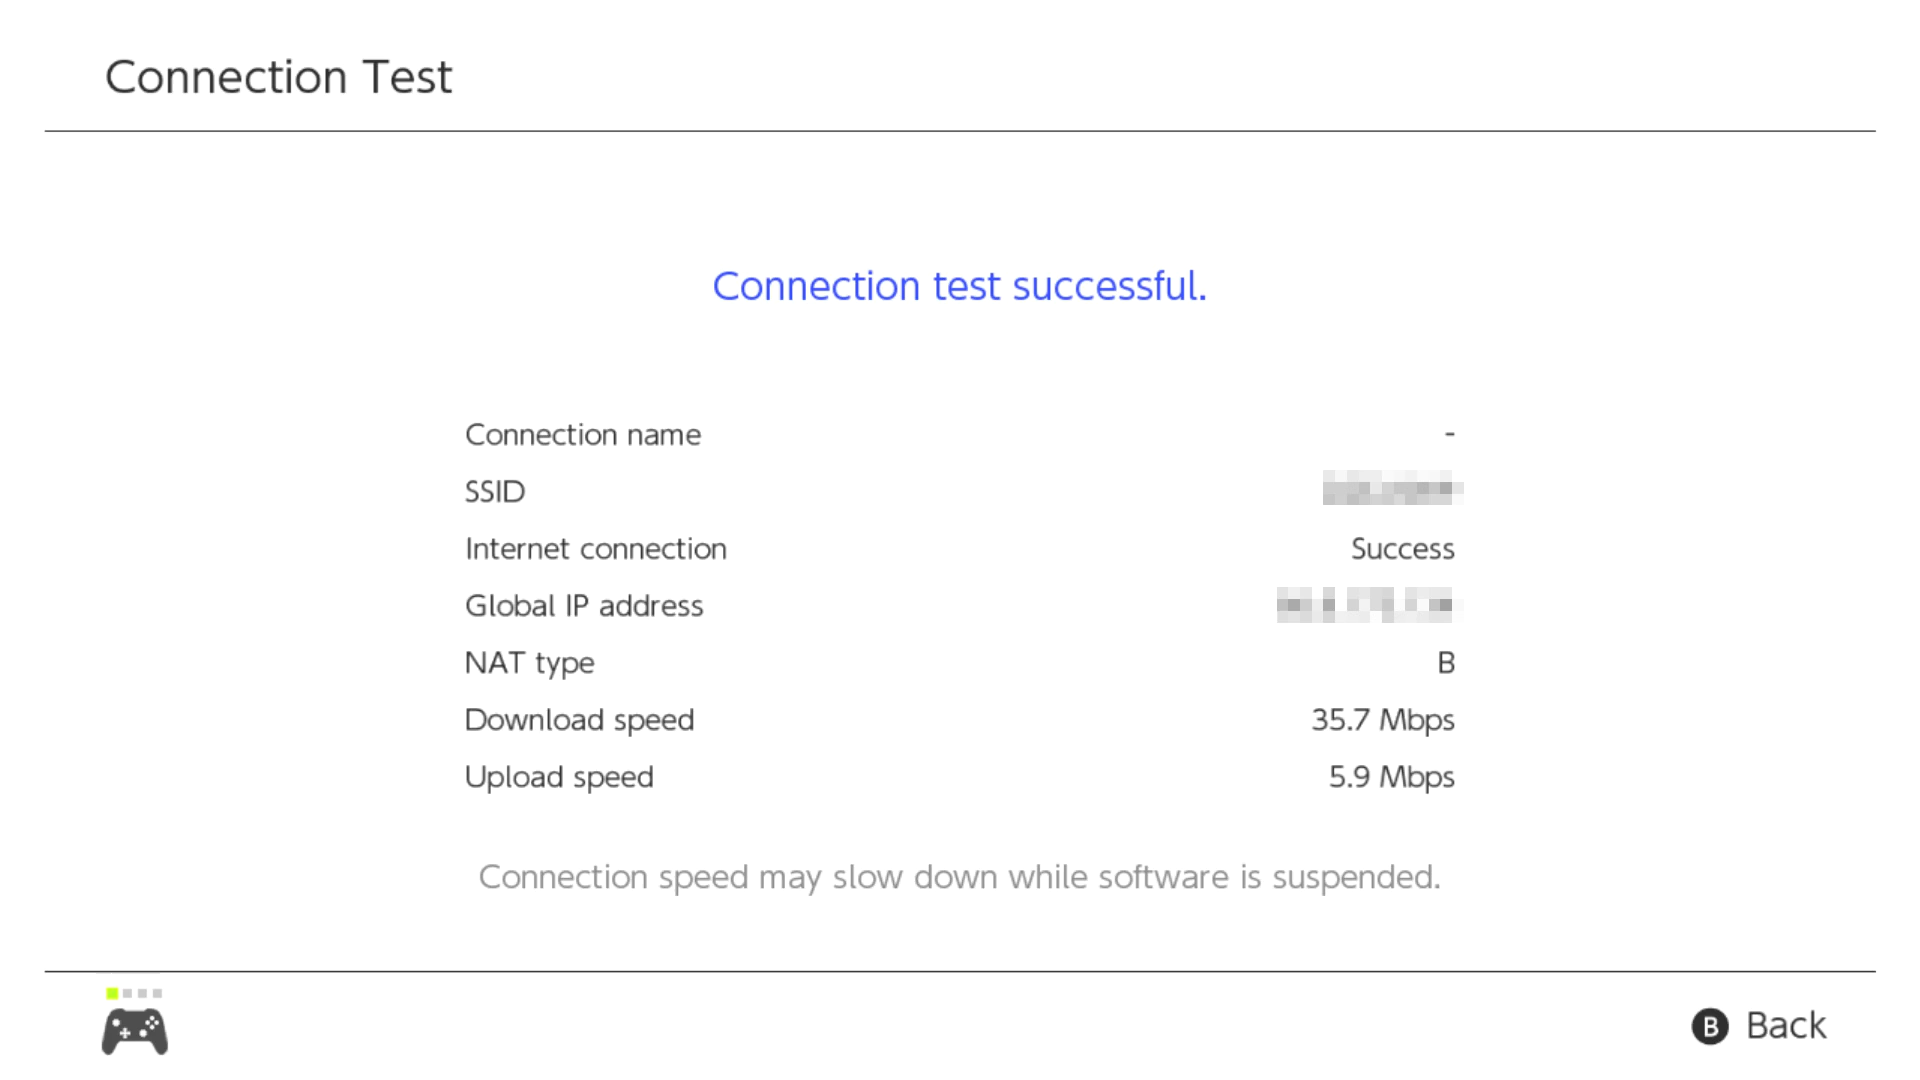 Connection Test
Connection test successful.
Connection name -
SSID
Internet connection Success
Global IP address
NAT type B
Download speed 35.7 Mbps
Upload speed 5.9 Mbps
Connection speed may slow down while software is suspended.
B Back